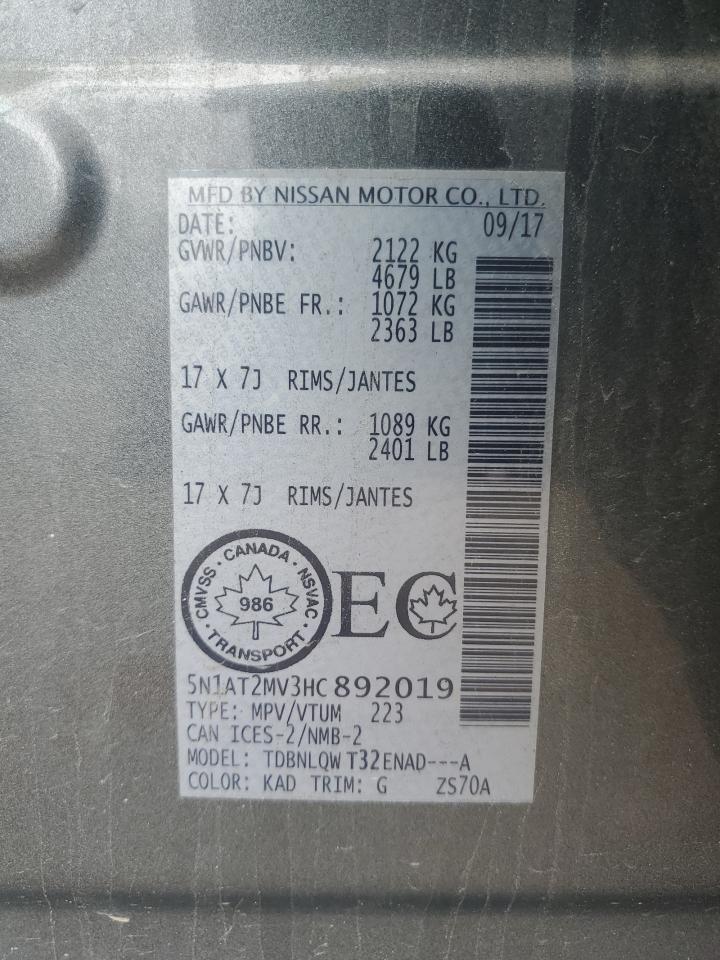 MFD BY NISSAN MOTOR CO., LTD.
DATE: 09/17
GVWR/PNBV: 2122 KG
4679 LB
GAWR/PNBE FR.: 1072 KG
2363 LB
17 X 7J RIMS/JANTES
GAWR/PNBE RR.: 1089 KG
2401 LB
17 X 7J RIMS/JANTES
CMVSS · CANADA · NSVAC · TRANSPORT ·
986
EC
5N1AT2MV3HC892019
TYPE: MPV/VTUM 223
CAN ICES-2/NMB-2
MODEL: TDBNLQW T32ENAD---A
COLOR: KAD TRIM: G ZS70A